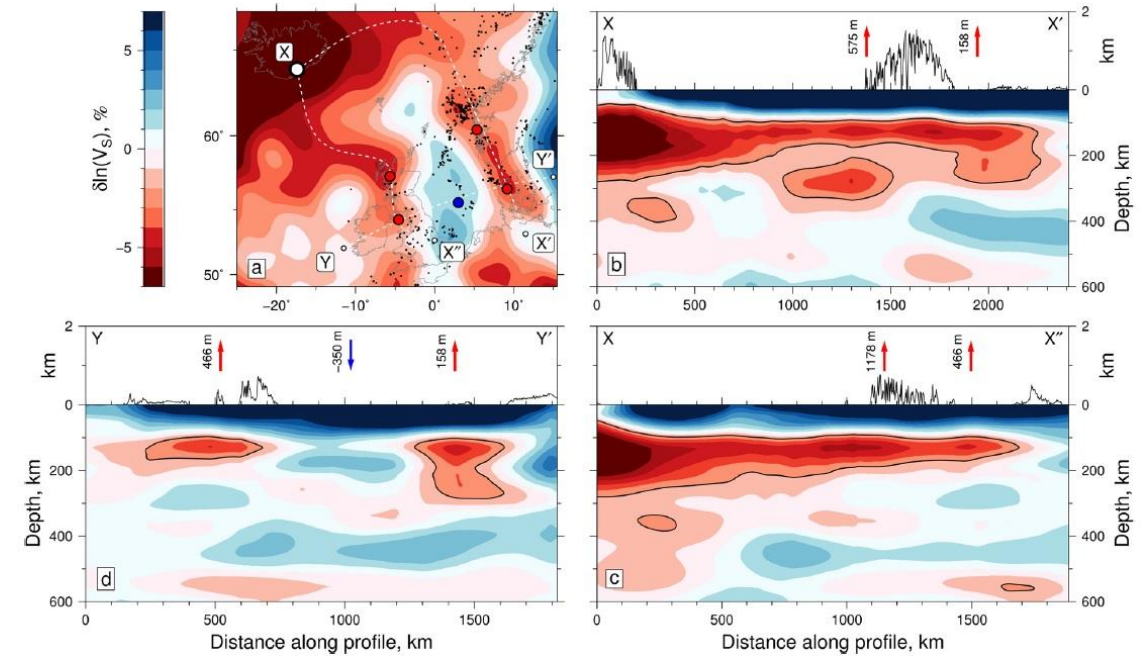 δln(VS), %
5
0
−5
60˚
50˚
−20˚
−10˚
0˚
10˚
X
Y
X″
X′
Y′
a
X
X′
575 m
158 m
2
km
0
0
200
400
600
Depth, km
0
500
1000
1500
2000
b
Y
Y′
2
km
0
466 m
−350 m
158 m
0
200
400
600
Depth, km
d
0
500
1000
1500
Distance along profile, km
X
X″
1178 m
466 m
2
km
0
0
200
400
600
Depth, km
c
0
500
1000
1500
Distance along profile, km